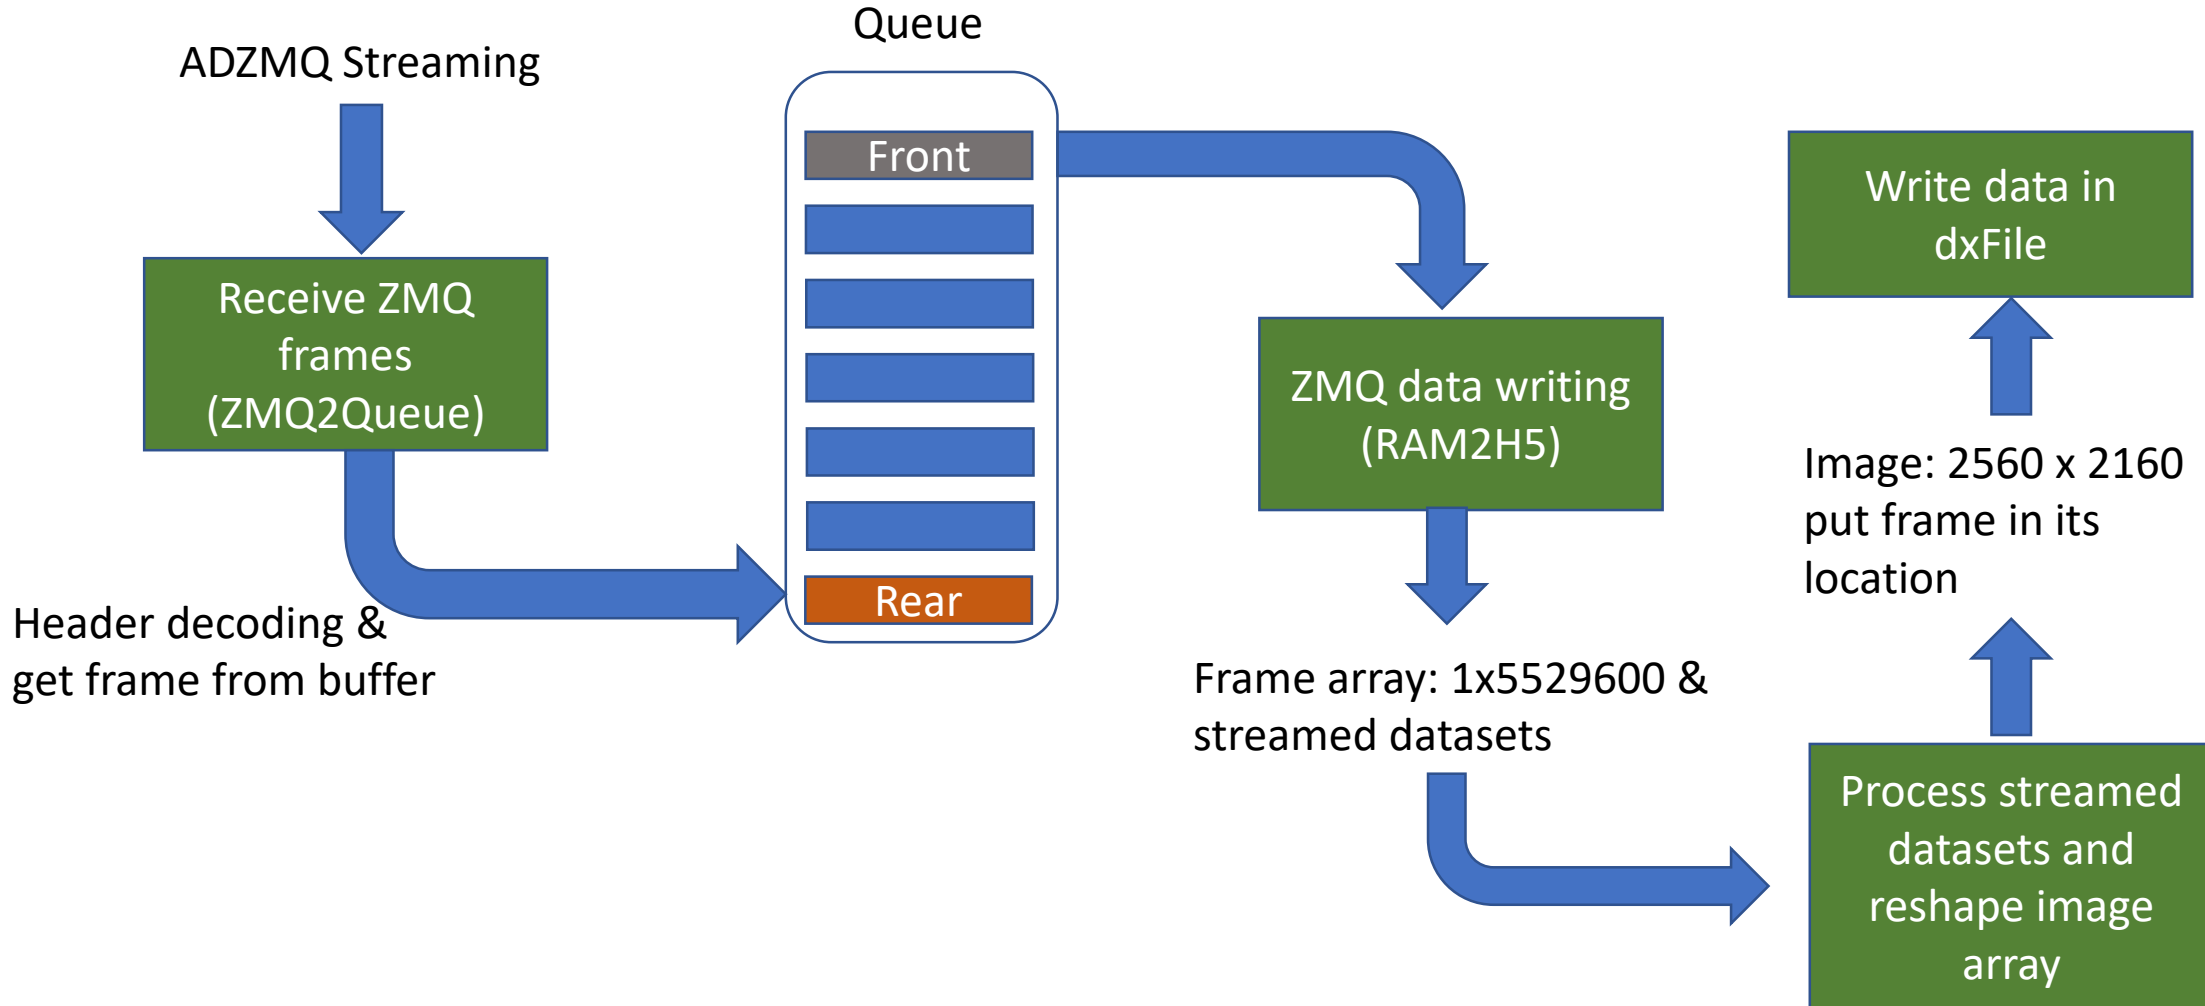 ADZMQ Streaming
Receive ZMQ
frames
(ZMQ2Queue)
Header decoding &
get frame from buffer
Queue
Front
Rear
ZMQ data writing
(RAM2H5)
Frame array: 1x5529600 &
streamed datasets
Process streamed
datasets and
reshape image
array
Image: 2560 x 2160
put frame in its
location
Write data in
dxFile